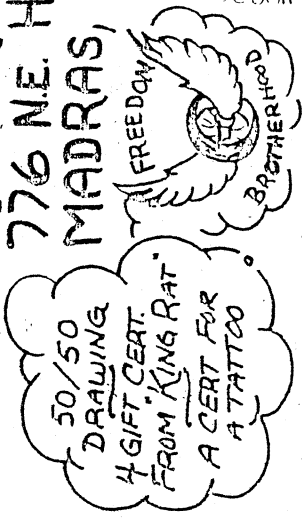 776 N.E. H
MADRAS,
FREEDOM
BROTHERHOOD
50/50
DRAWING
4 GIFT CERT.
FROM "KING RAT"
A CERT FOR
A TATTOO